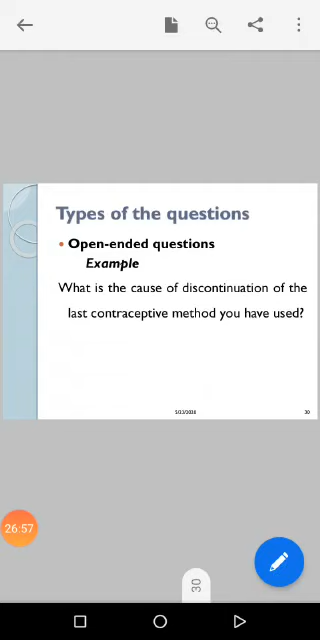 Types of the questions
• Open-ended questions
Example
What is the cause of discontinuation of the
last contraceptive method you have used?
30
26:57
30